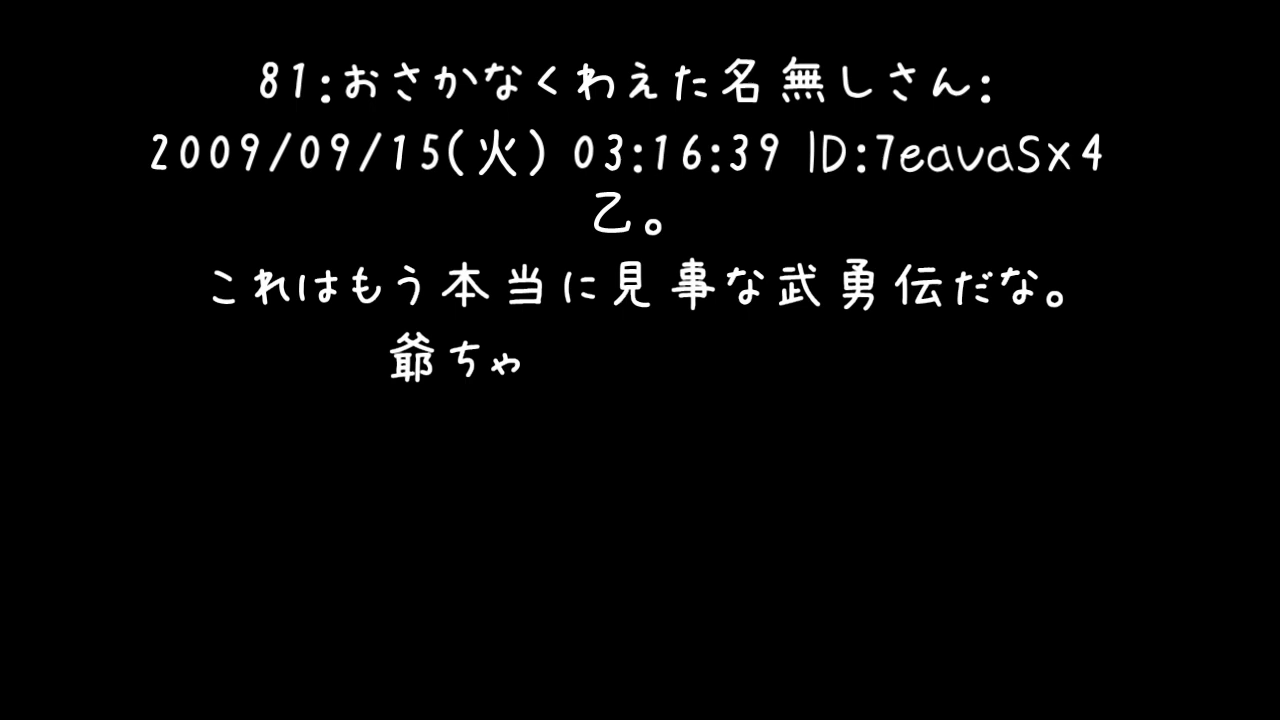 81:おさかなくわえた名無しさん:
2009/09/15(火) 03:16:39 ID:7eavaSx4
乙。
これはもう本当に見事な武勇伝だな。
爺ちゃ